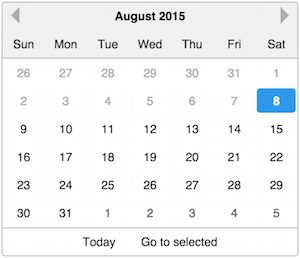 August 2015
Sun Mon Tue Wed Thu Fri Sat
26 27 28 29 30 31 1
2 3 4 5 6 7 8
9 10 11 12 13 14 15
16 17 18 19 20 21 22
23 24 25 26 27 28 29
30 31 1 2 3 4 5
Today Go to selected